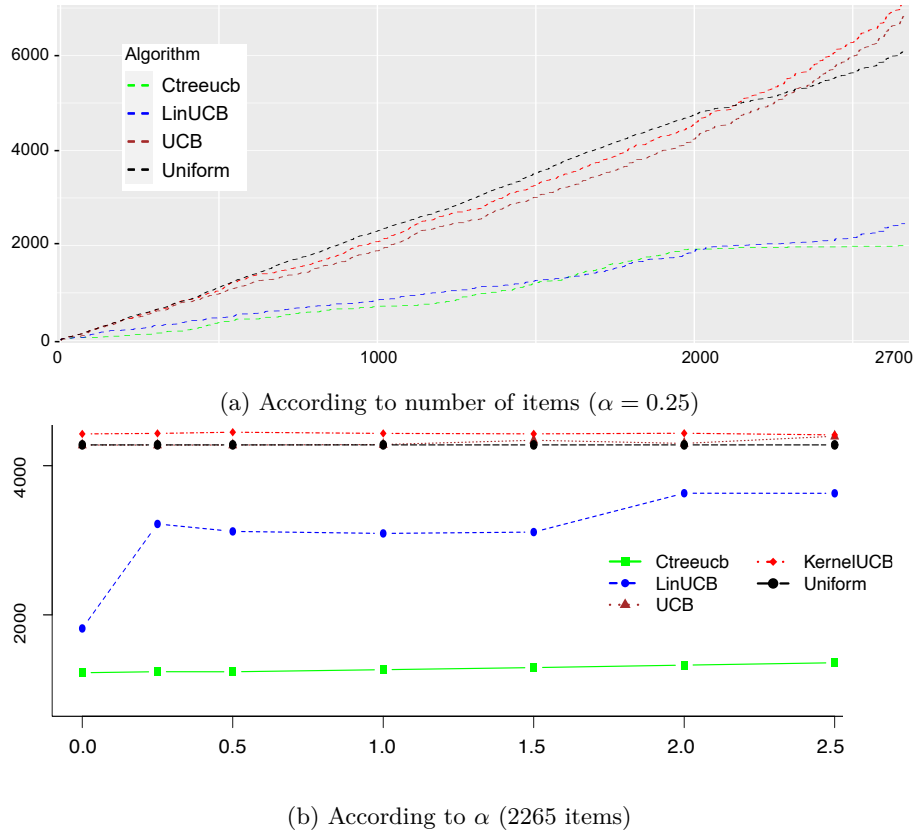 6000
4000
2000
0
Algorithm
Ctreeucb
LinUCB
UCB
Uniform
0 1000 2000 2700
(a) According to number of items (α = 0.25)
4000
2000
Ctreeucb
LinUCB
UCB
KernelUCB
Uniform
0.0 0.5 1.0 1.5 2.0 2.5
(b) According to α (2265 items)